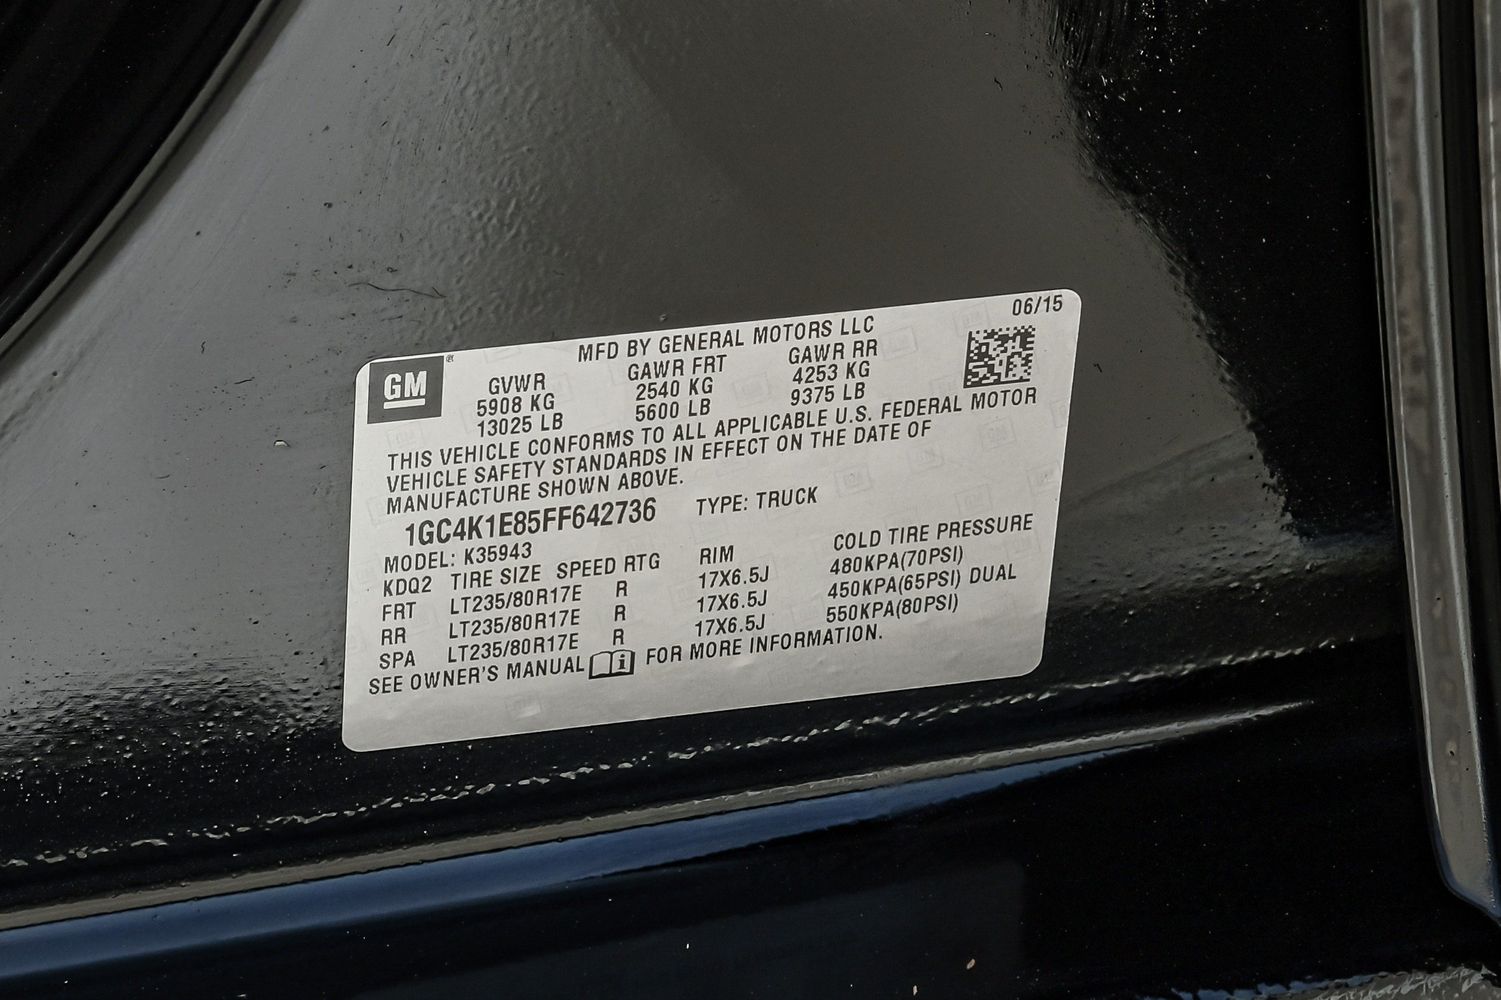 06/15
MFD BY GENERAL MOTORS LLC
GM®
GVWR GAWR FRT GAWR RR
5908 KG 2540 KG 4253 KG
13025 LB 5600 LB 9375 LB
THIS VEHICLE CONFORMS TO ALL APPLICABLE U.S. FEDERAL MOTOR
VEHICLE SAFETY STANDARDS IN EFFECT ON THE DATE OF
MANUFACTURE SHOWN ABOVE.
1GC4K1E85FF642736 TYPE: TRUCK
MODEL: K35943
KDQ2 TIRE SIZE SPEED RTG RIM COLD TIRE PRESSURE
FRT LT235/80R17E R 17X6.5J 480KPA(70PSI)
RR LT235/80R17E R 17X6.5J 450KPA(65PSI) DUAL
SPA LT235/80R17E R 17X6.5J 550KPA(80PSI)
SEE OWNER'S MANUAL i FOR MORE INFORMATION.